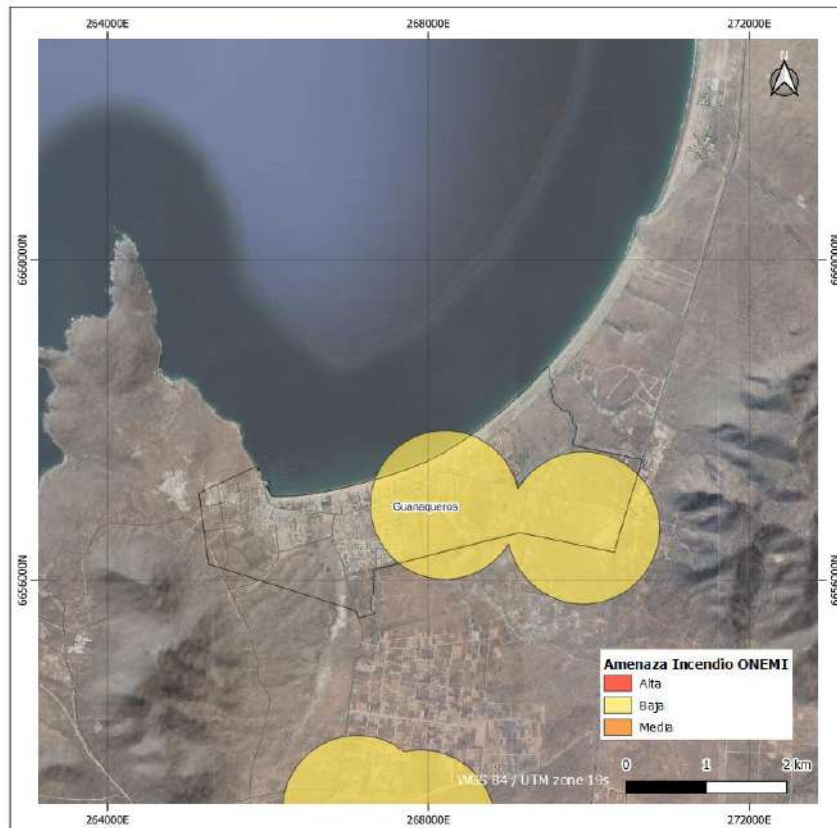 264000E 268000E 272000E
N
6660000N 6660000N
Guanaqueros
6656000N 6656000N
Amenaza Incendio ONEMI
Alta
Baja
Media
WGS 84 / UTM zone 19s
0 1 2 km
264000E 268000E 272000E